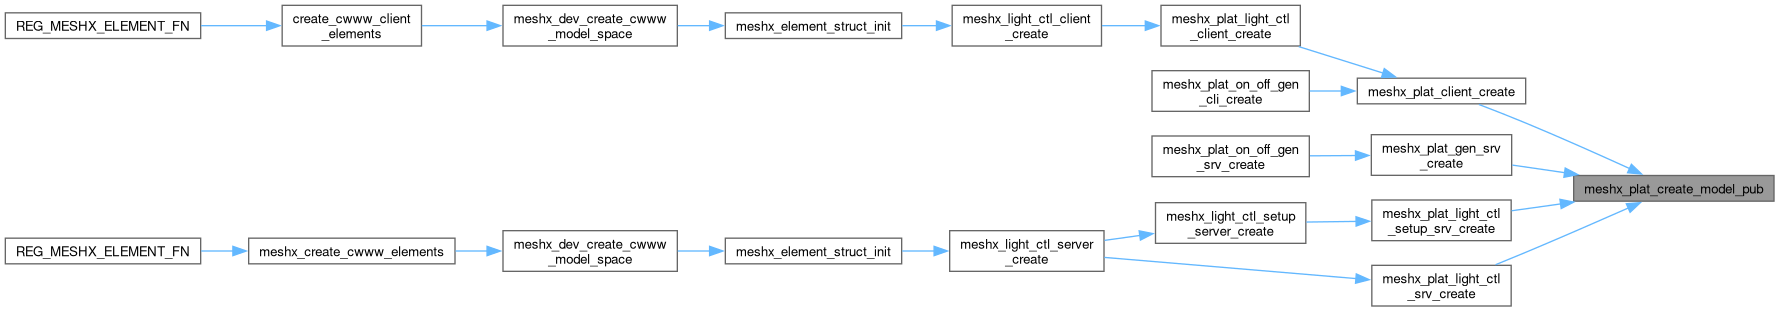 REG_MESHX_ELEMENT_FN
create_cwww_client
_elements
meshx_dev_create_cwww
_model_space
meshx_element_struct_init
meshx_light_ctl_client
_create
meshx_plat_light_ctl
_client_create
meshx_plat_on_off_gen
_cli_create
meshx_plat_client_create
meshx_plat_on_off_gen
_srv_create
meshx_plat_gen_srv
_create
meshx_plat_create_model_pub
meshx_light_ctl_setup
_server_create
meshx_plat_light_ctl
_setup_srv_create
REG_MESHX_ELEMENT_FN
meshx_create_cwww_elements
meshx_dev_create_cwww
_model_space
meshx_element_struct_init
meshx_light_ctl_server
_create
meshx_plat_light_ctl
_srv_create